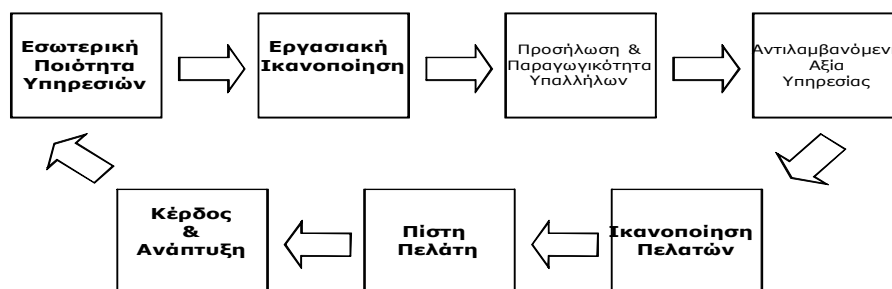 Εσωτερική
Ποιότητα
Υπηρεσιών
Εργασιακή
Ικανοποίηση
Προσήλωση &
Παραγωγικότητα
Υπαλλήλων
Αντιλαμβανόμεν
Αξία
Υπηρεσίας
Κέρδος
&
Ανάπτυξη
Πίστη
Πελάτη
Ικανοποίηση
Πελατών